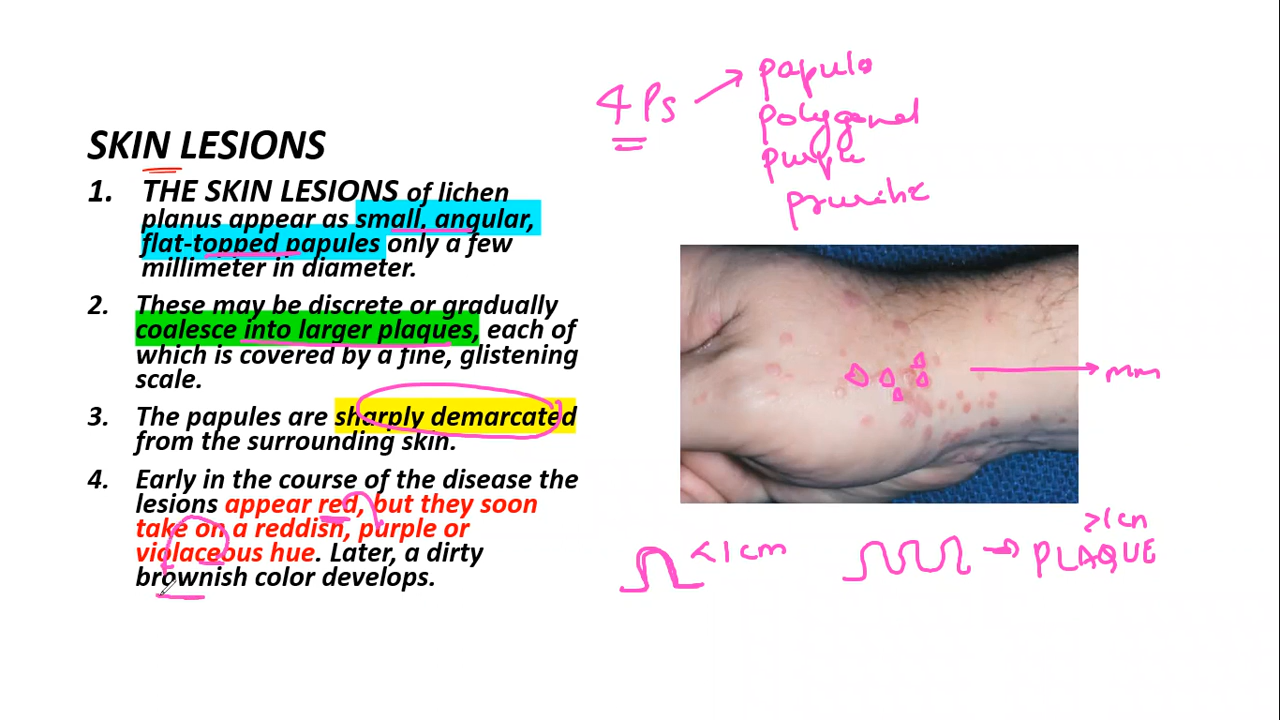 SKIN LESIONS
1. THE SKIN LESIONS of lichen
planus appear as small, angular,
flat-topped papules only a few
millimeter in diameter.
2. These may be discrete or gradually
coalesce into larger plaques, each of
which is covered by a fine, glistening
scale.
3. The papules are sharply demarcated
from the surrounding skin.
4. Early in the course of the disease the
lesions appear red, but they soon
take on a reddish, purple or
violaceous hue. Later, a dirty
brownish color develops.
4 Ps
papule
polygonal
purple
pruritic
mm
<1cm
>1cm
PLAQUE